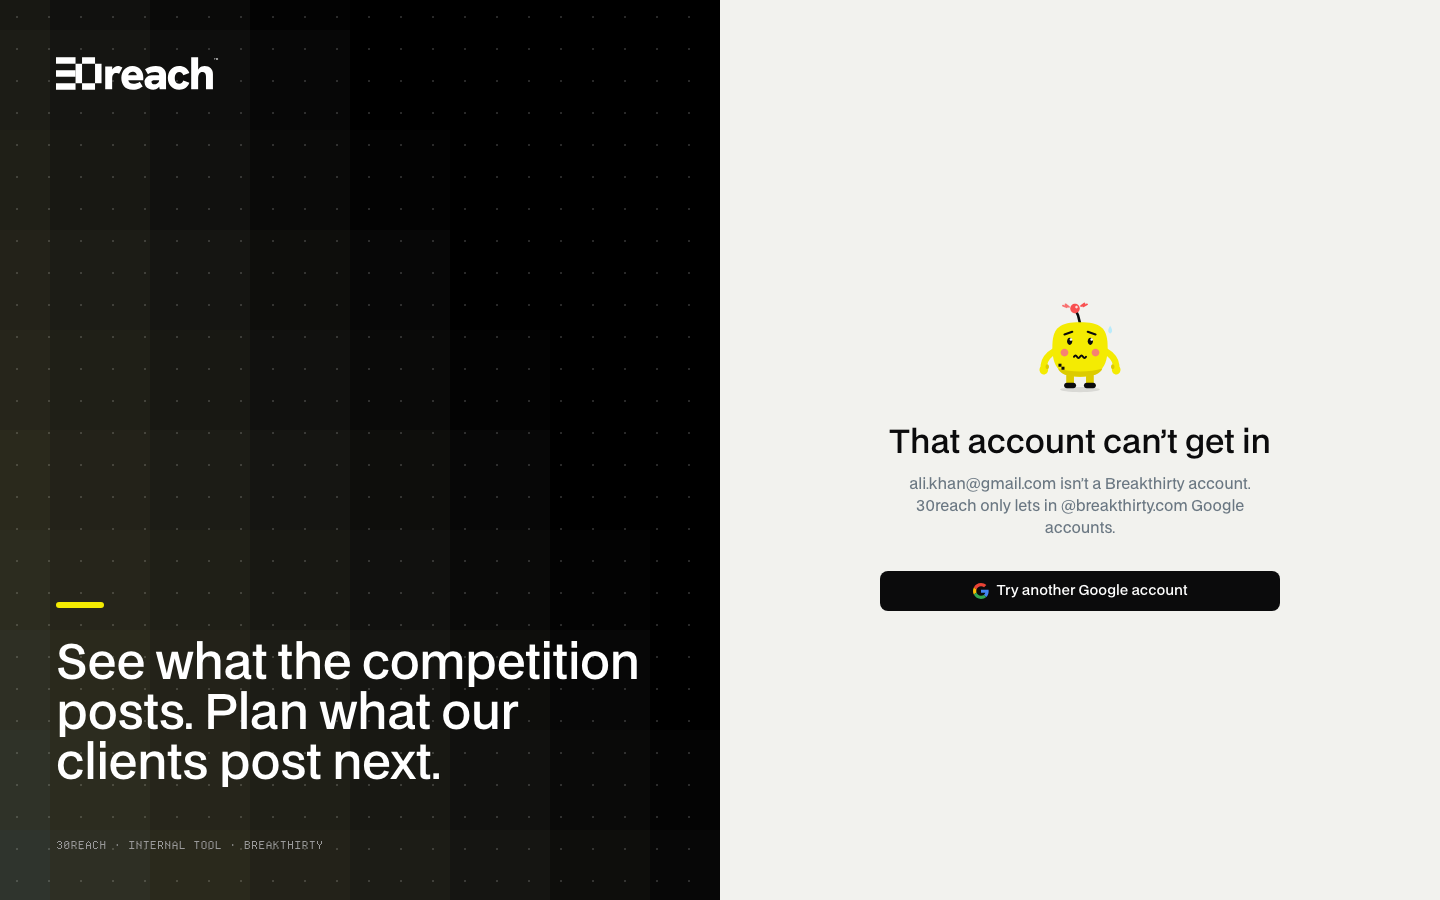 30reach™
See what the competition
posts. Plan what our
clients post next.
30REACH · INTERNAL TOOL · BREAKTHIRTY
That account can’t get in
ali.khan@gmail.com isn’t a Breakthirty account.
30reach only lets in @breakthirty.com Google
accounts.
Try another Google account